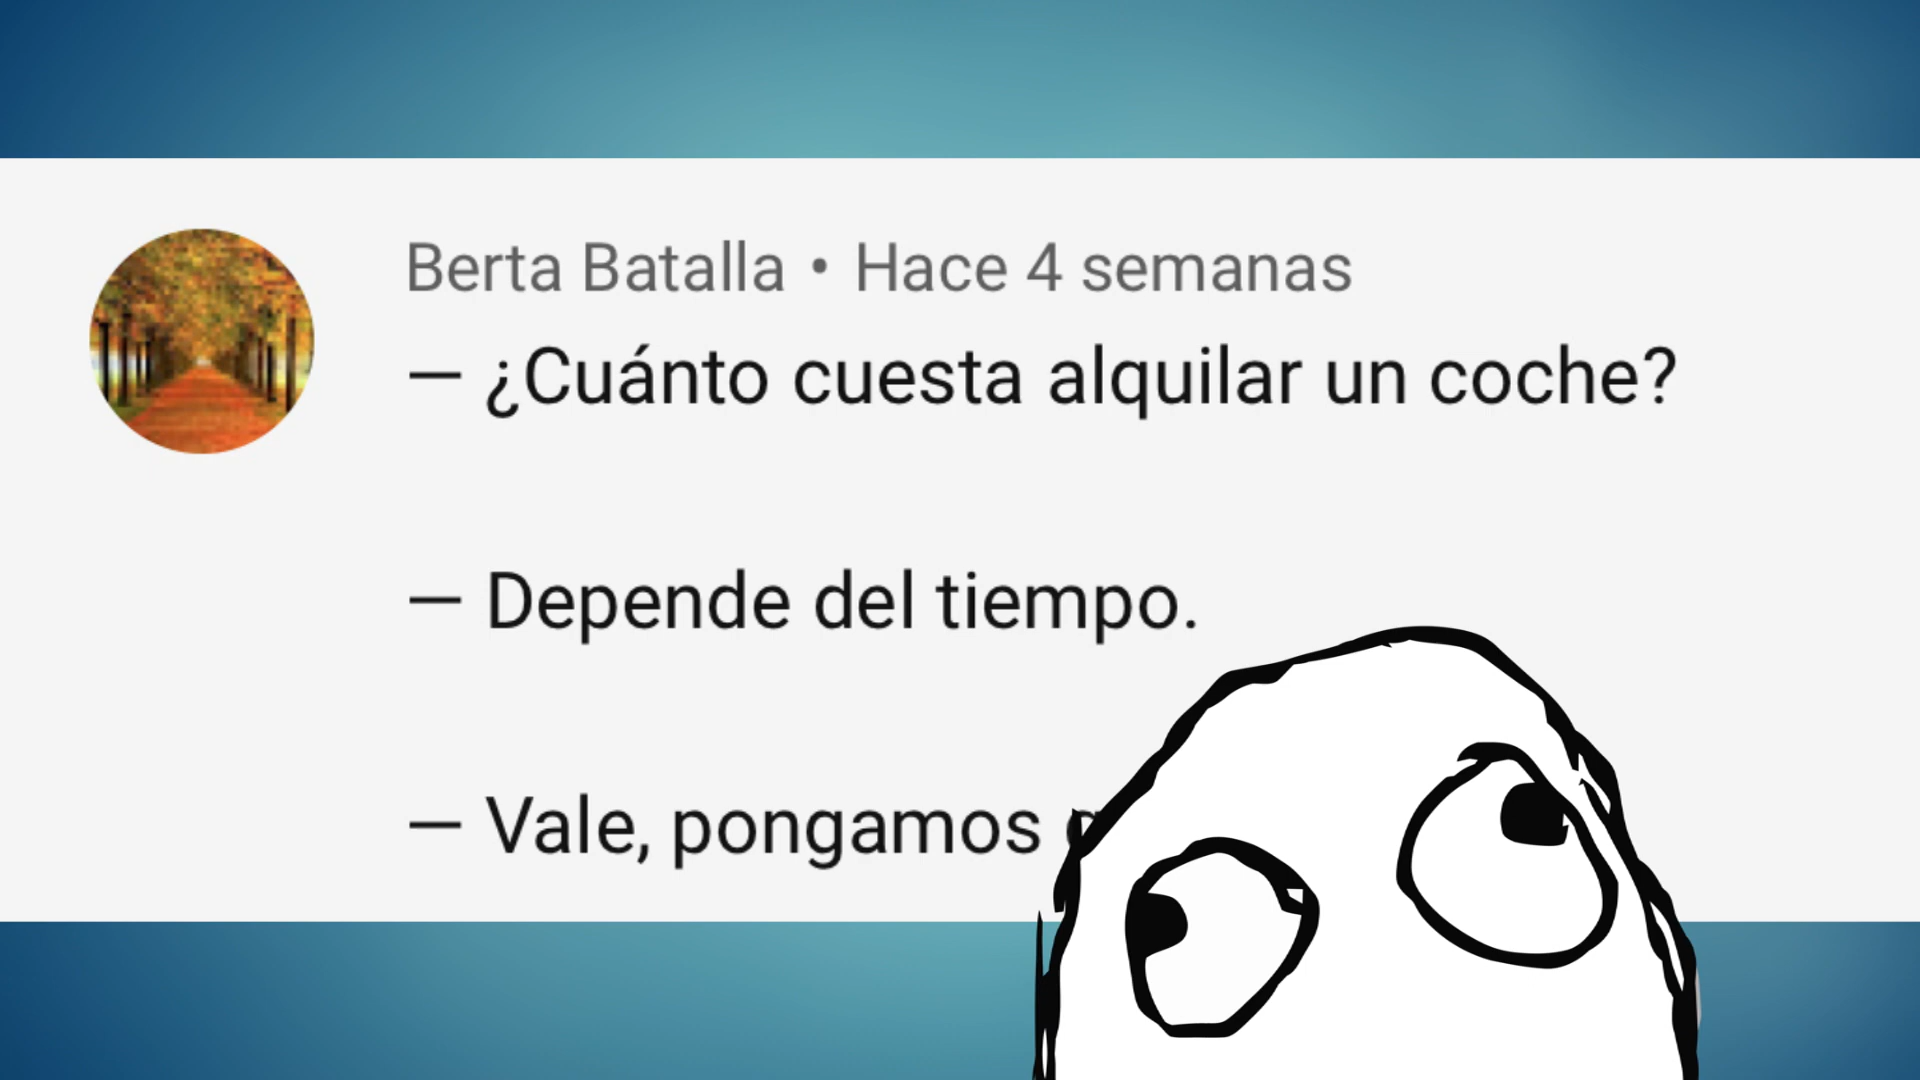 Berta Batalla • Hace 4 semanas
— ¿Cuánto cuesta alquilar un coche?
— Depende del tiempo.
— Vale, pongamos